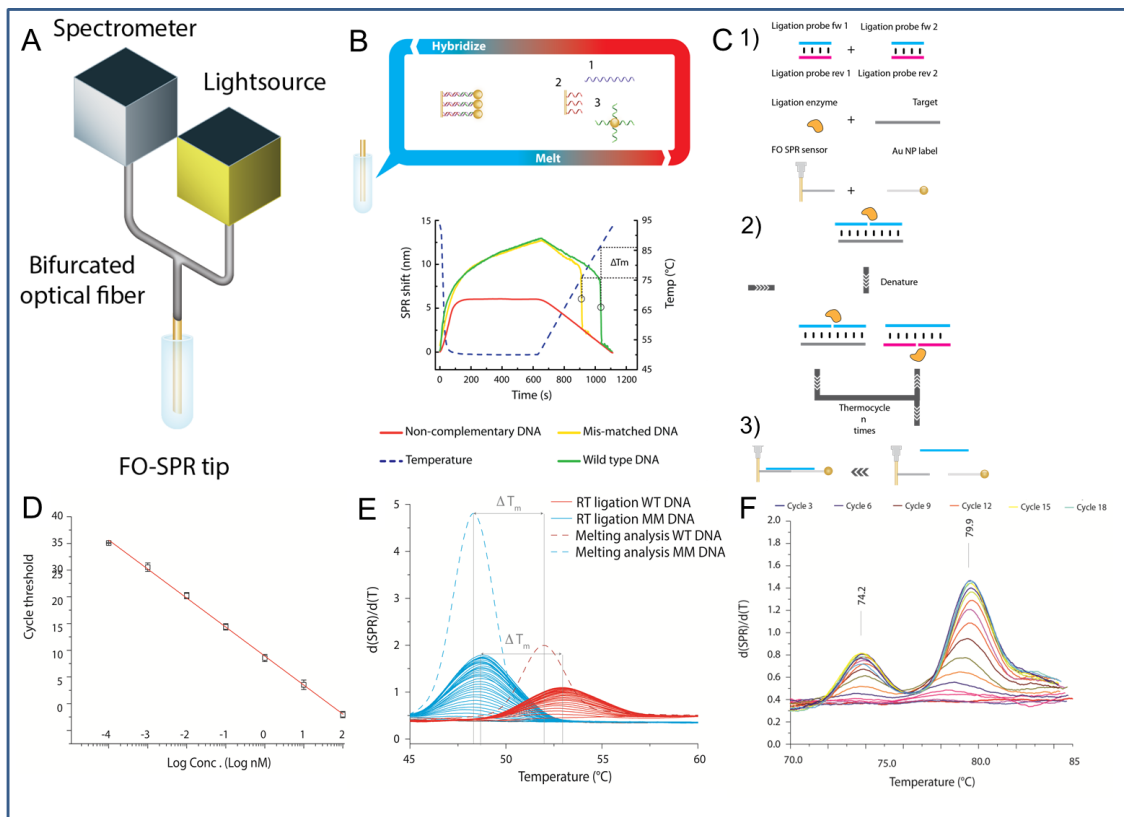 A
Spectrometer
Lightsource
Bifurcated
optical fiber
FO-SPR tip
B
Hybridize
1
2
3
Melt
15
10
5
0
SPR shift (nm)
95
85
75
65
55
45
Temp (°C)
ΔTm
0 200 400 600 800 1000 1200
Time (s)
Non-complementary DNA
Mis-matched DNA
Temperature
Wild type DNA
C
1)
Ligation probe fw 1
Ligation probe fw 2
+
Ligation probe rev 1
Ligation probe rev 2
Ligation enzyme
Target
+
FO SPR sensor
Au NP label
+
2)
Denature
Thermocycle
n
times
3)
D
40
35
30
25
20
15
10
5
0
Cycle threshold
-4 -3 -2 -1 0 1 2
Log Conc . (Log nM)
E
5
4
3
2
1
0
d(SPR)/d(T)
Δ Tm
Δ Tm
RT ligation WT DNA
RT ligation MM DNA
Melting analysis WT DNA
Melting analysis MM DNA
45 50 55 60
Temperature (°C)
F
Cycle 3 Cycle 6 Cycle 9 Cycle 12 Cycle 15 Cycle 18
2.0
1.8
1.6
1.4
1.2
1.0
0.8
0.6
0.4
0.2
0.0
d(SPR)/d(T)
74.2
79.9
70.0 75.0 80.0 85
Temperature (°C)